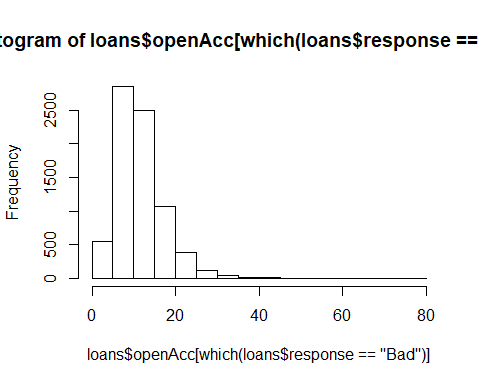 togram of loans$openAcc[which(loans$response ==
Frequency
2500
1500
500
0
0 20 40 60 80
loans$openAcc[which(loans$response == "Bad")]